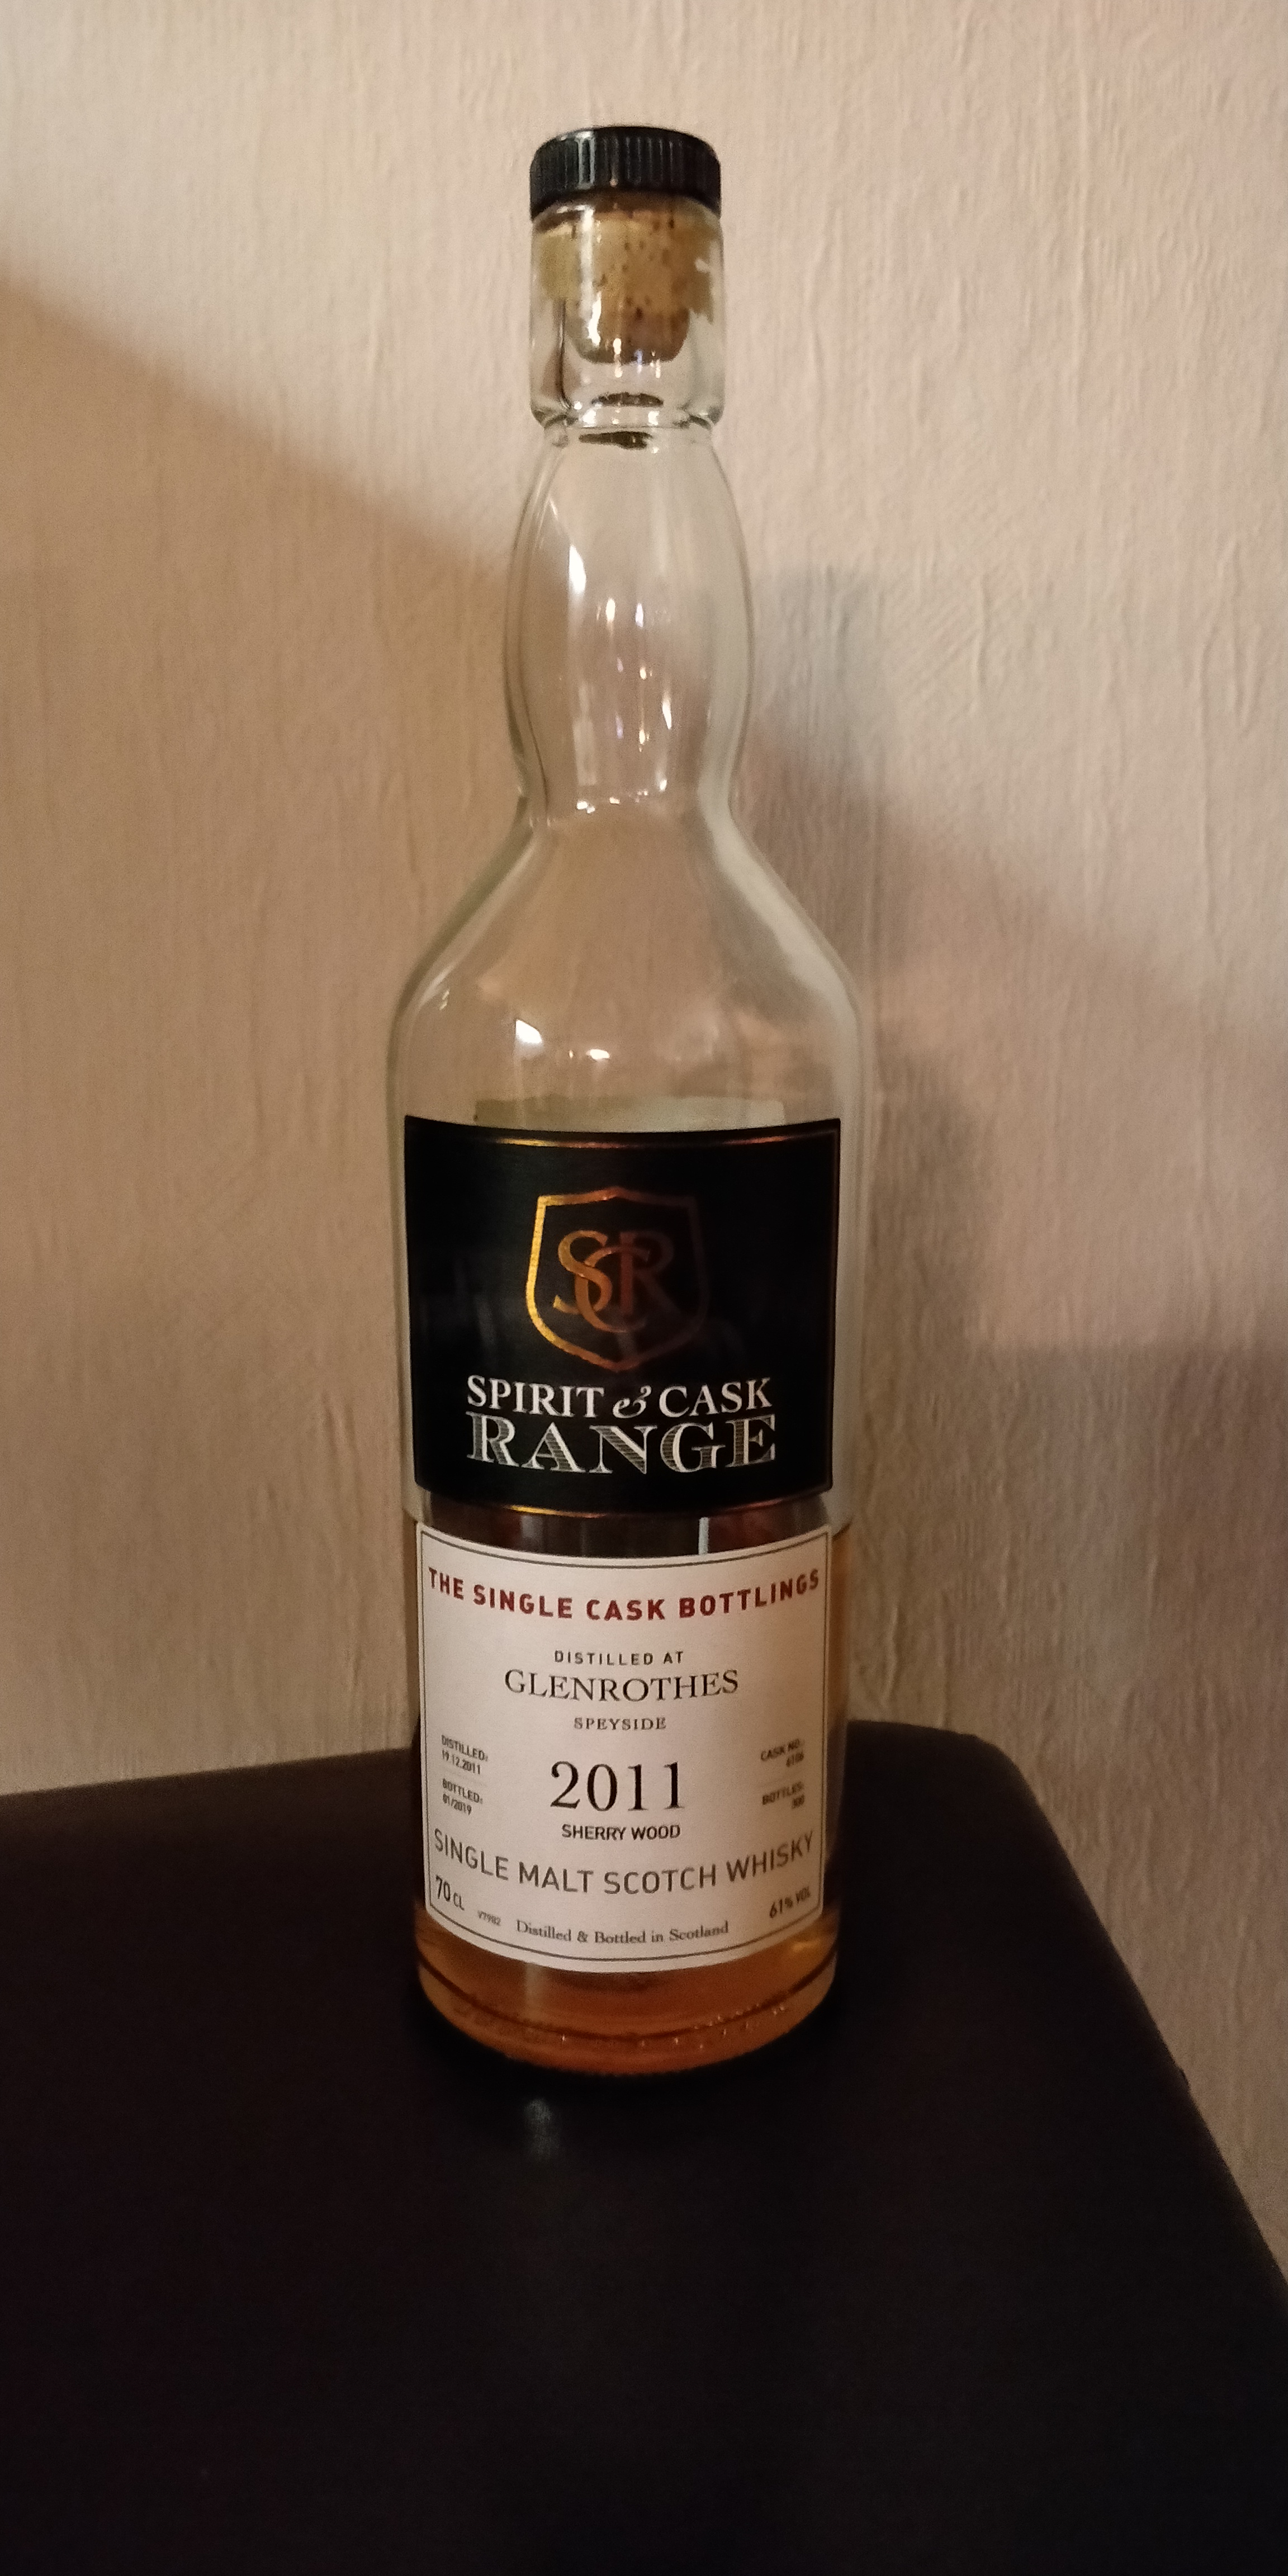 SCR
SPIRIT & CASK
RANGE
THE SINGLE CASK BOTTLINGS
DISTILLED AT
GLENROTHES
SPEYSIDE
DISTILLED:
19.12.2011
BOTTLED:
01/2019
2011
SHERRY WOOD
CASK NO.:
BOTTLES:
SINGLE MALT SCOTCH WHISKY
70 CL
Distilled & Bottled in Scotland
61% VOL